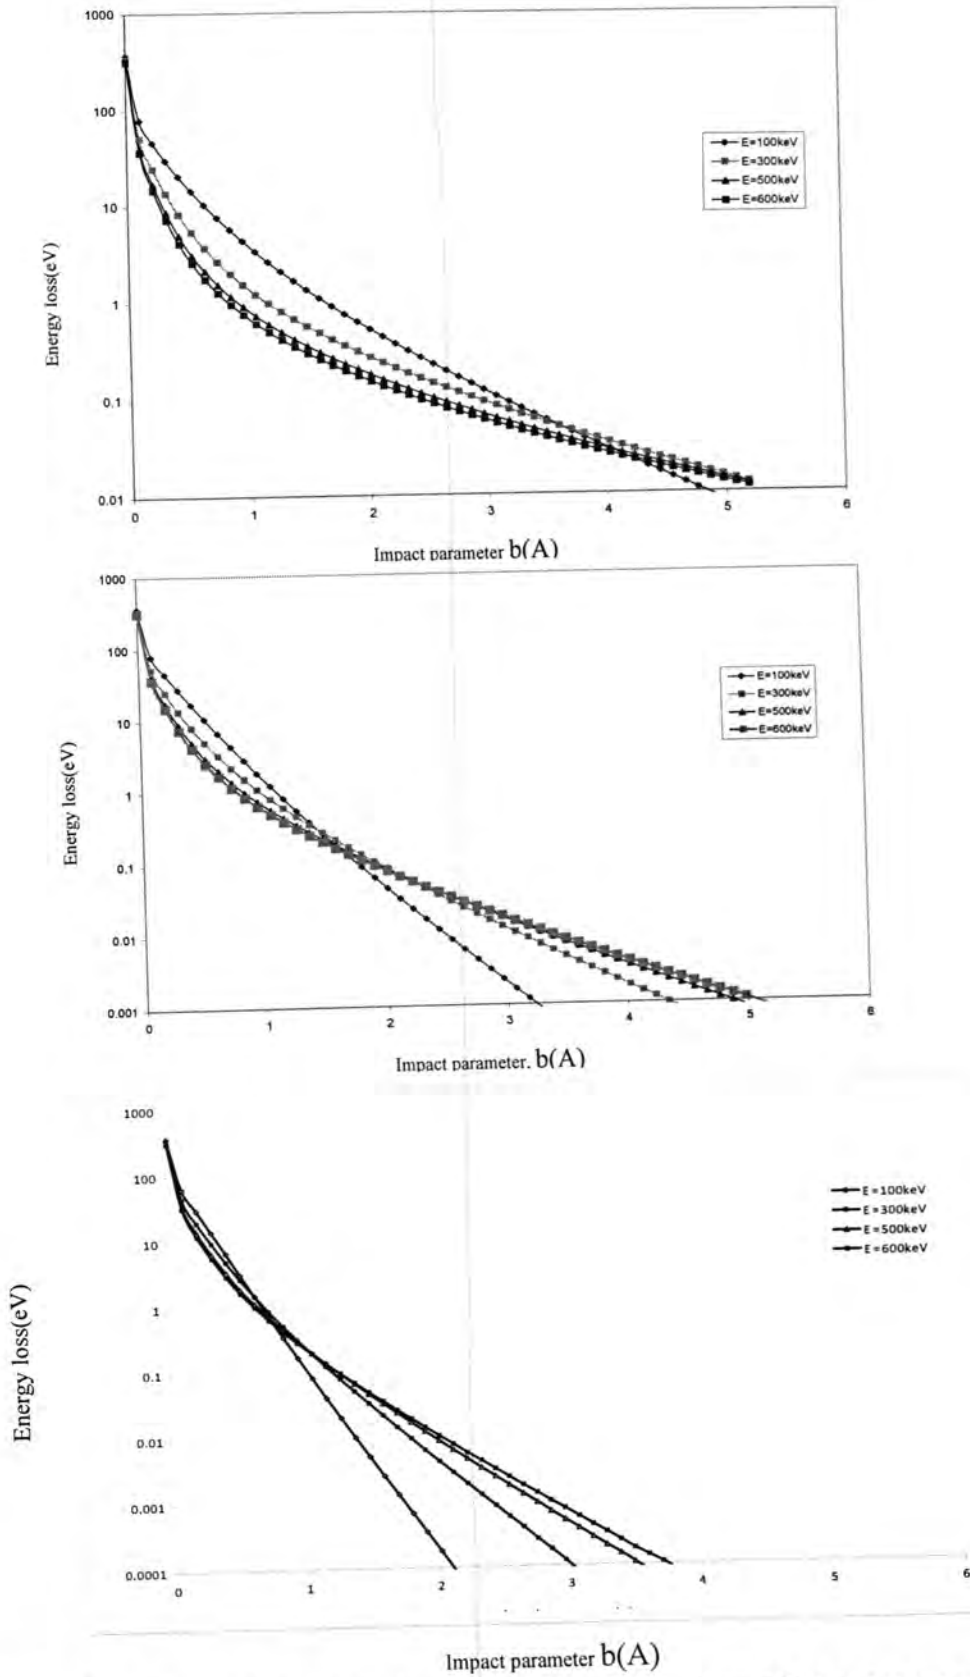 1000
100
10
1
0.1
0.01
Energy loss(eV)
E=100keV
E=300keV
E=500keV
E=600keV
0 1 2 3 4 5 6
Impact parameter b(A)
1000
100
10
1
0.1
0.01
0.001
Energy loss(eV)
E=100keV
E=300keV
E=500keV
E=600keV
0 1 2 3 4 5 6
Impact parameter. b(A)
1000
100
10
1
0.1
0.01
0.001
0.0001
Energy loss(eV)
E=100keV
E=300keV
E=500keV
E=600keV
0 1 2 3 4 5 6
Impact parameter b(A)